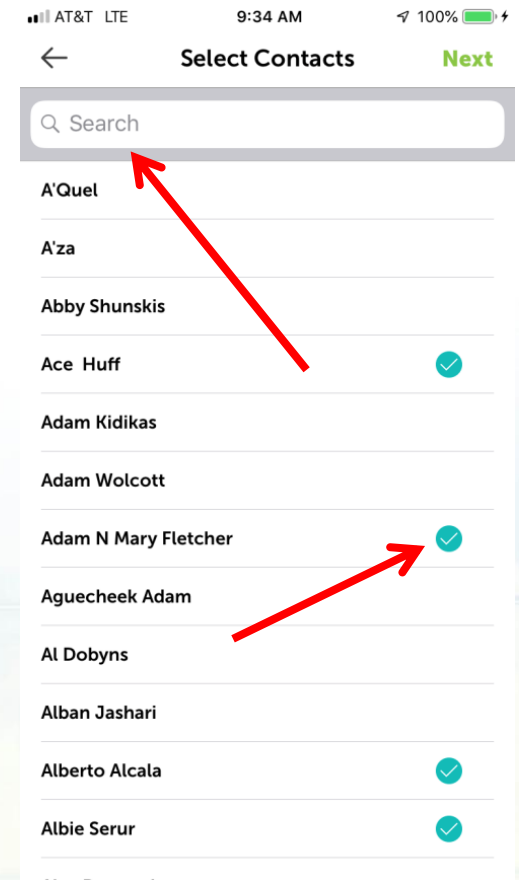 AT&T LTE 9:34 AM 100%
Select Contacts Next
Search
A'Quel
A'za
Abby Shunskis
Ace Huff
Adam Kidikas
Adam Wolcott
Adam N Mary Fletcher
Aguecheek Adam
Al Dobyns
Alban Jashari
Alberto Alcala
Albie Serur